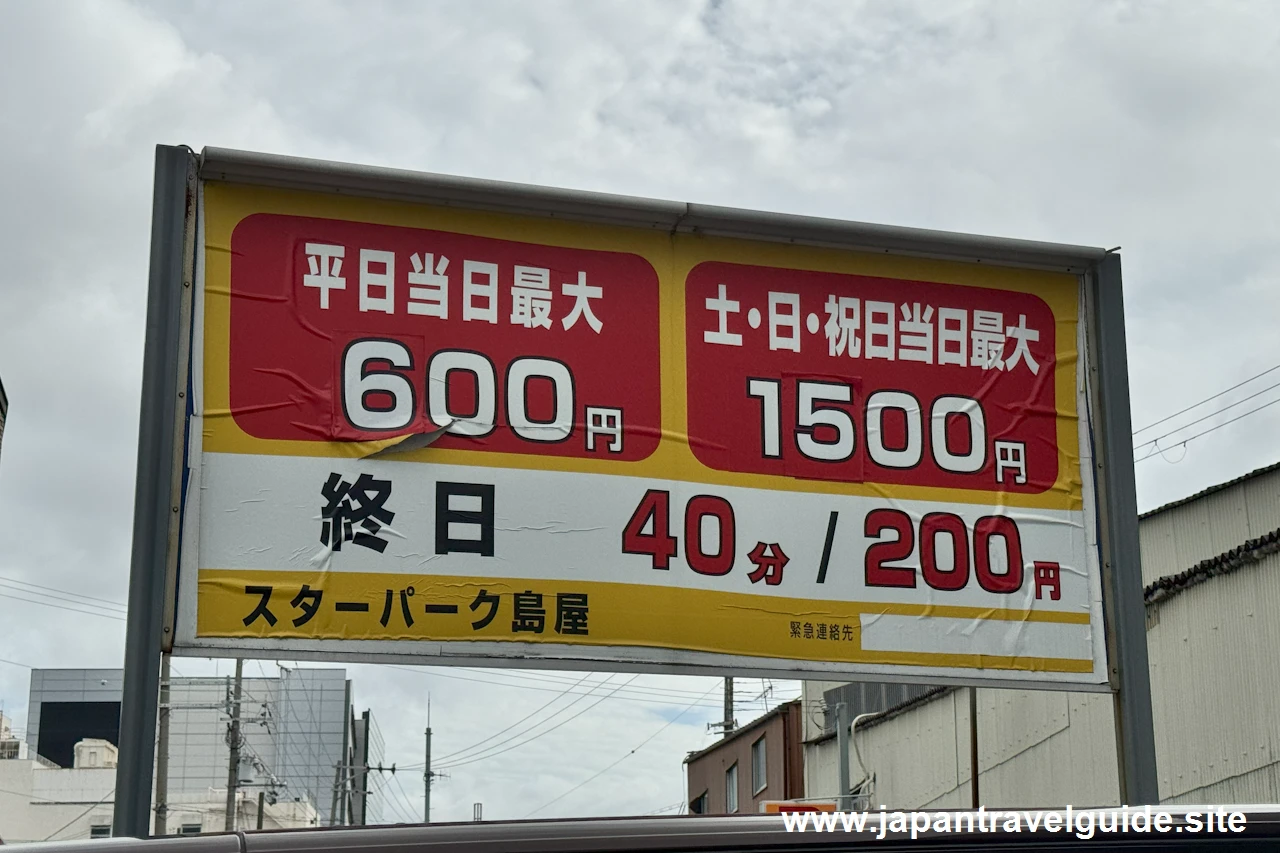 平日当日最大
600円
土・日・祝日当日最大
1500円
終日 40分/200円
スターパーク島屋
緊急連絡先
www.japantravelguide.site